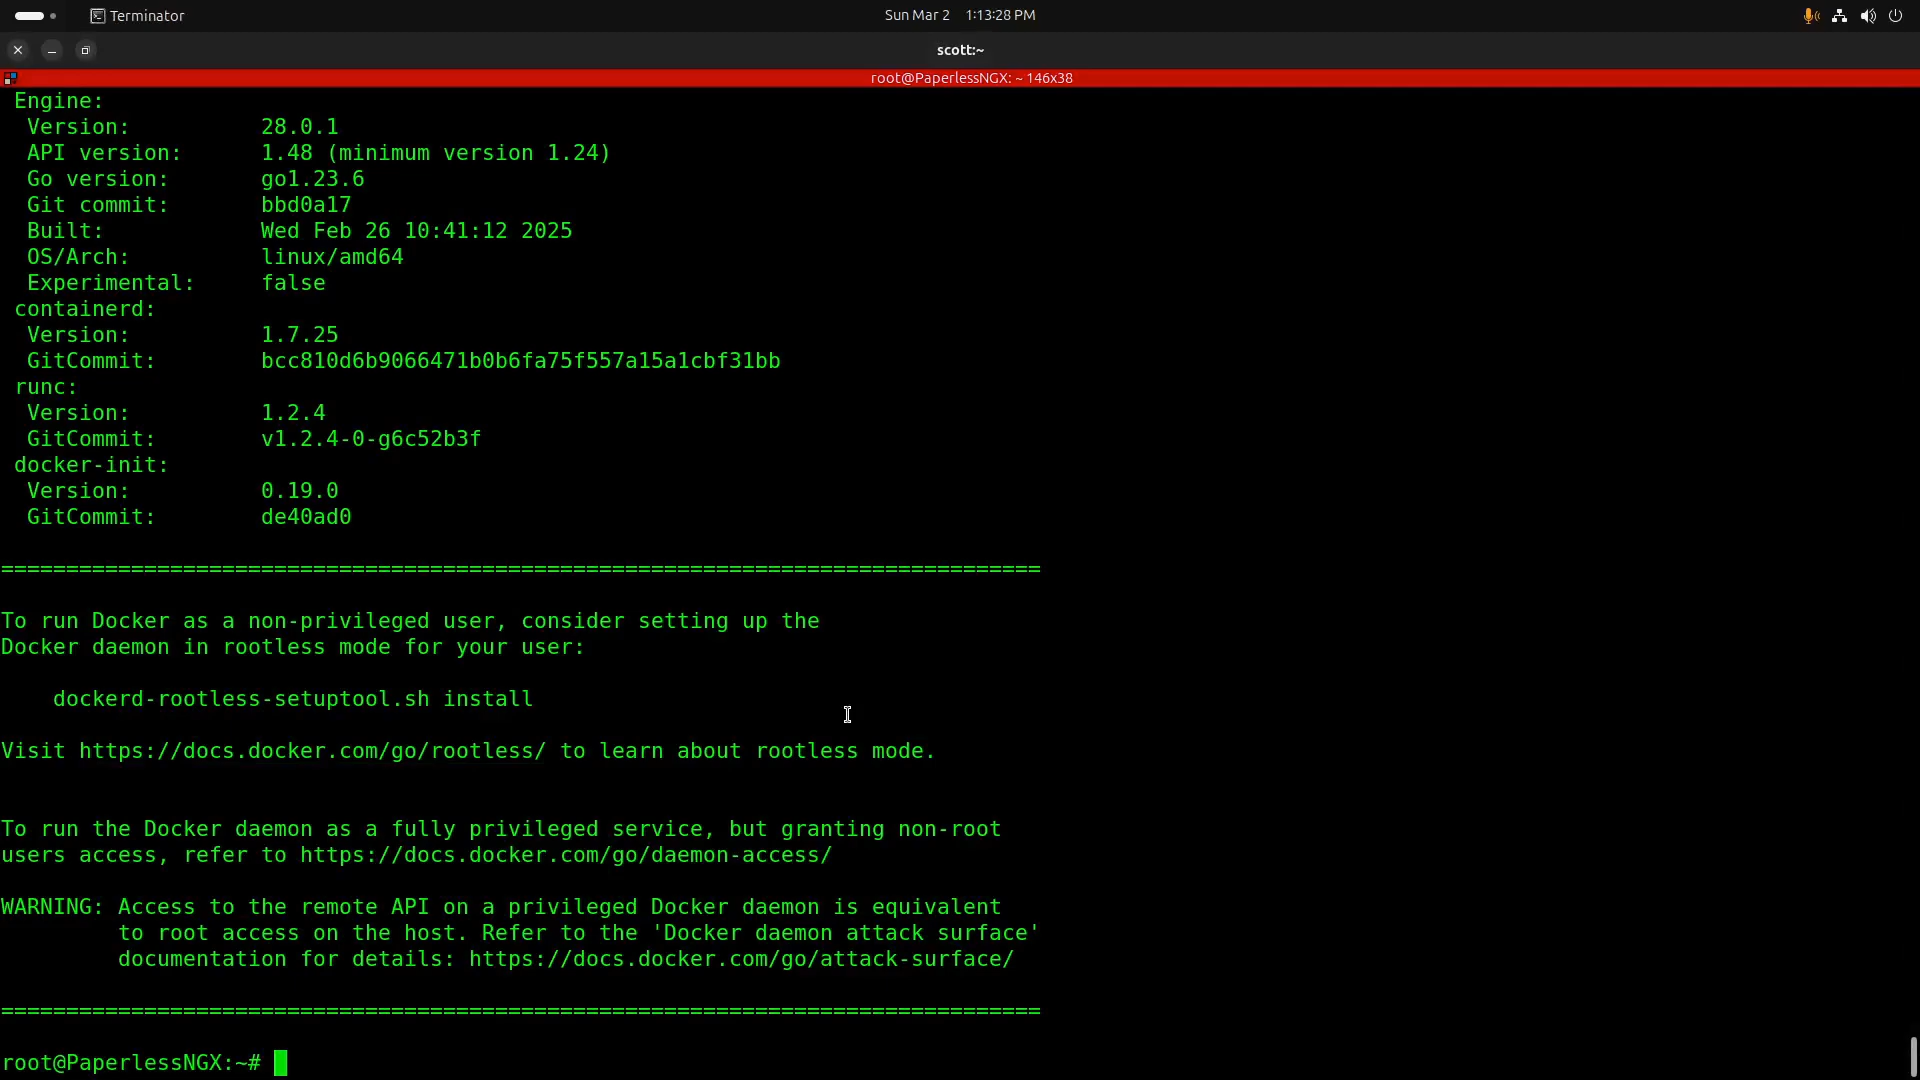 Terminator
Sun Mar 2 1:13:28 PM
scott:~
root@PaperlessNGX: ~ 146x38
Engine:
Version: 28.0.1
API version: 1.48 (minimum version 1.24)
Go version: go1.23.6
Git commit: bbd0a17
Built: Wed Feb 26 10:41:12 2025
OS/Arch: linux/amd64
Experimental: false
containerd:
Version: 1.7.25
GitCommit: bcc810d6b9066471b0b6fa75f557a15a1cbf31bb
runc:
Version: 1.2.4
GitCommit: v1.2.4-0-g6c52b3f
docker-init:
Version: 0.19.0
GitCommit: de40ad0
================================================================================
To run Docker as a non-privileged user, consider setting up the
Docker daemon in rootless mode for your user:
dockerd-rootless-setuptool.sh install
Visit https://docs.docker.com/go/rootless/ to learn about rootless mode.
To run the Docker daemon as a fully privileged service, but granting non-root
users access, refer to https://docs.docker.com/go/daemon-access/
WARNING: Access to the remote API on a privileged Docker daemon is equivalent
to root access on the host. Refer to the 'Docker daemon attack surface'
documentation for details: https://docs.docker.com/go/attack-surface/
================================================================================
root@PaperlessNGX:~#